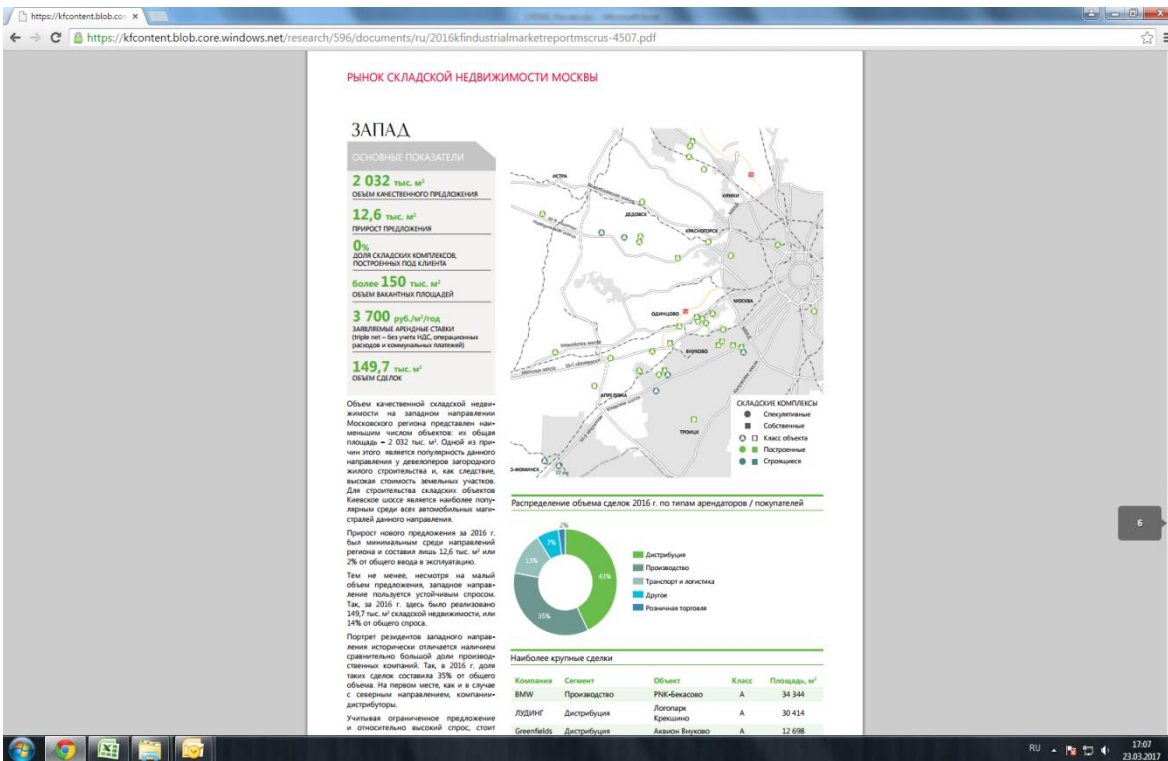 https://kfcontent.blob.co
https://kfcontent.blob.core.windows.net/research/596/documents/ru/2016kfindustrialmarketreportmscrus-4507.pdf
РЫНОК СКЛАДСКОЙ НЕДВИЖИМОСТИ МОСКВЫ
ЗАПАД
ОСНОВНЫЕ ПОКАЗАТЕЛИ
2 032 тыс. м²
ОБЪЕМ КАЧЕСТВЕННОГО ПРЕДЛОЖЕНИЯ
12,6 тыс. м²
ПРИРОСТ ПРЕДЛОЖЕНИЯ
0%
ДОЛЯ СКЛАДСКИХ КОМПЛЕКСОВ,
ПОСТРОЕННЫХ ПОД КЛИЕНТА
более 150 тыс. м²
ОБЪЕМ ВАКАНТНЫХ ПЛОЩАДЕЙ
3 700 руб./м²/год
ЗАЯВЛЯЕМЫЕ АРЕНДНЫЕ СТАВКИ
(triple net – без учета НДС, операционных
расходов и коммунальных платежей)
149,7 тыс. м²
ОБЪЕМ СДЕЛОК
Объем качественной складской недви-
жимости на западном направлении
Московского региона представлен наи-
меньшим числом объектов: их общая
площадь – 2 032 тыс. м². Одной из при-
чин этого является популярность данного
направления у девелоперов загородного
жилого строительства и, как следствие,
высокая стоимость земельных участков.
Для строительства складских объектов
Киевское шоссе является наиболее попу-
лярным среди всех автомобильных маги-
стралей данного направления.
Прирост нового предложения за 2016 г.
был минимальным среди направлений
региона и составил лишь 12,6 тыс. м² или
2% от общего ввода в эксплуатацию.
Тем не менее, несмотря на малый
объем предложения, западное направ-
ление пользуется устойчивым спросом.
Так, за 2016 г. здесь было реализовано
149,7 тыс. м² складской недвижимости, или
14% от общего спроса.
Портрет резидентов западного направ-
ления исторически отличается наличием
сравнительно большой доли производ-
ственных компаний. Так, в 2016 г. доля
таких сделок составила 35% от общего
объема. На первом месте, как и в случае
с северным направлением, компании-
дистрибуторы.
Учитывая ограниченное предложение
и относительно высокий спрос, стоит
ИСТРА
ХИМКИ
ДЕДОВСК
КРАСНОГОРСК
МОСКВА
ОДИНЦОВО
ВНУКОВО
АПРЕЛЕВКА
ТРОИЦК
О-ФОМИНСК
СКЛАДСКИЕ КОМПЛЕКСЫ
Спекулятивные
Собственные
Класс объекта
Построенные
Строящиеся
Распределение объема сделок 2016 г. по типам арендаторов / покупателей
2%
7%
13%
43%
35%
Дистрибуция
Производство
Транспорт и логистика
Другое
Розничная торговля
Наиболее крупные сделки
Компания Сегмент Объект Класс Площадь, м²
BMW Производство PNK-Бекасово A 34 344
ЛУДИНГ Дистрибуция Логопарк Крекшино A 30 414
Greenfields Дистрибуция Аквион Внуково A 12 698
6
RU
17:07
23.03.2017